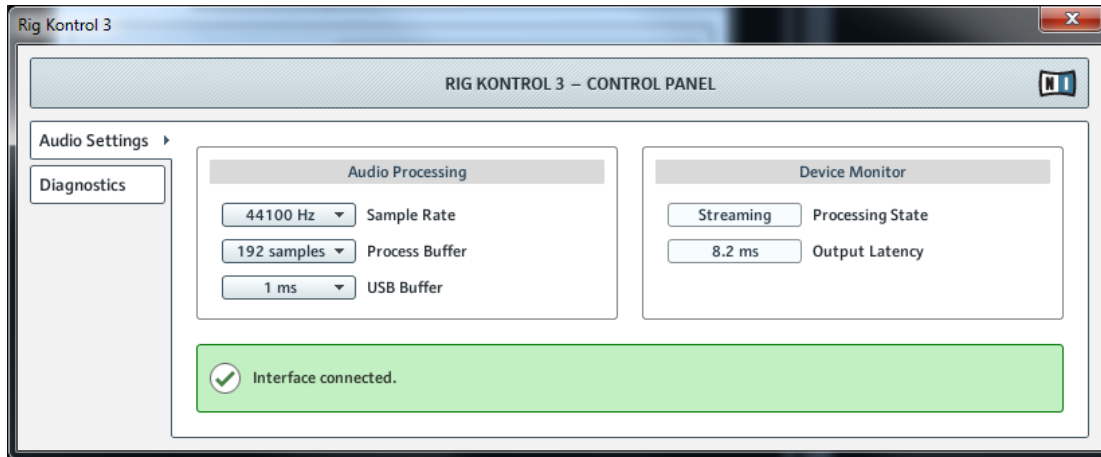 Rig Kontrol 3
RIG KONTROL 3 – CONTROL PANEL
NI
Audio Settings
Diagnostics
Audio Processing
44100 Hz Sample Rate
192 samples Process Buffer
1 ms USB Buffer
Device Monitor
Streaming Processing State
8.2 ms Output Latency
Interface connected.